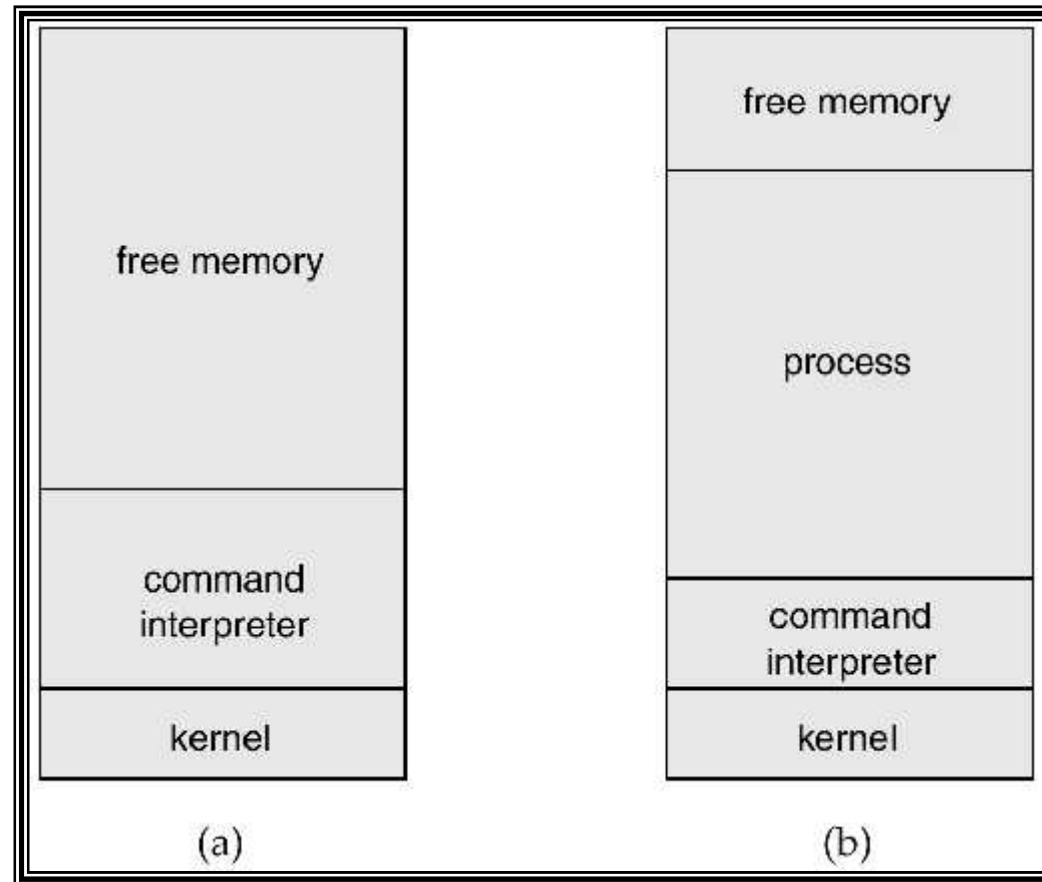 free memory
command
interpreter
kernel
(a)
free memory
process
command
interpreter
kernel
(b)